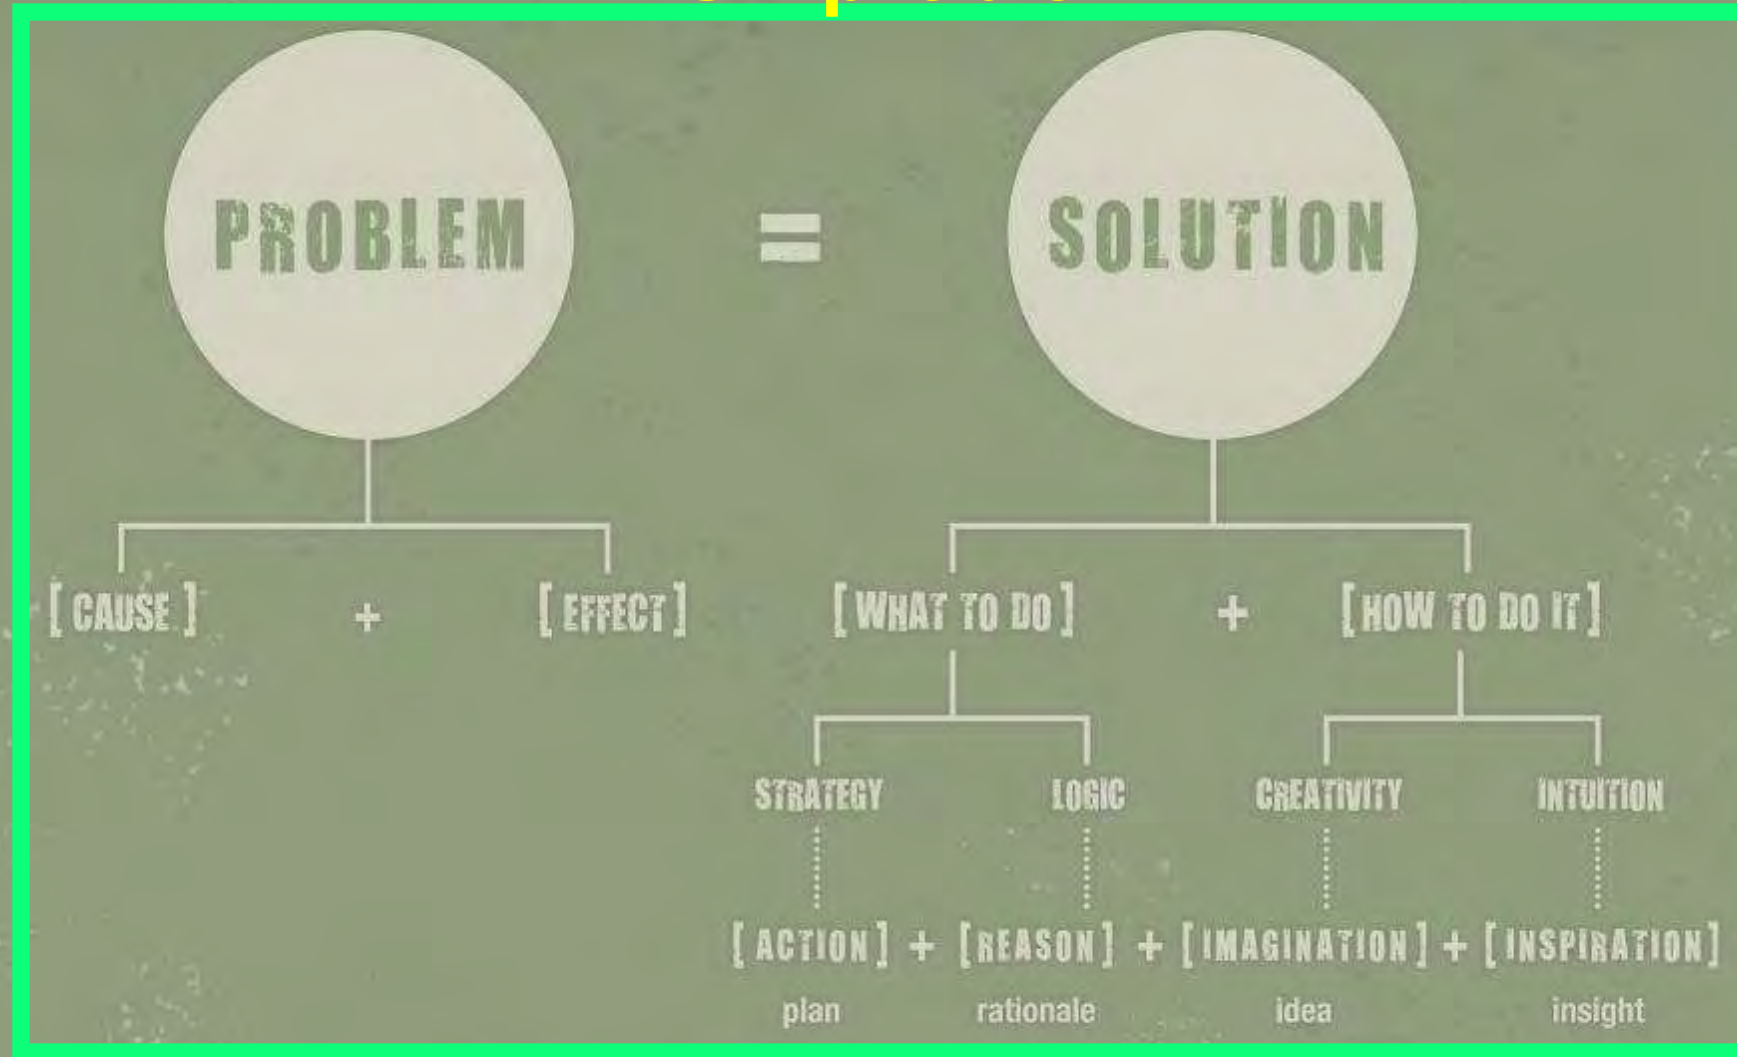 PROBLEM = SOLUTION
[ CAUSE ] + [ EFFECT ] [ WHAT TO DO ] + [ HOW TO DO IT ]
STRATEGY LOGIC CREATIVITY INTUITION
[ ACTION ] + [ REASON ] + [ IMAGINATION ] + [ INSPIRATION ]
plan rationale idea insight